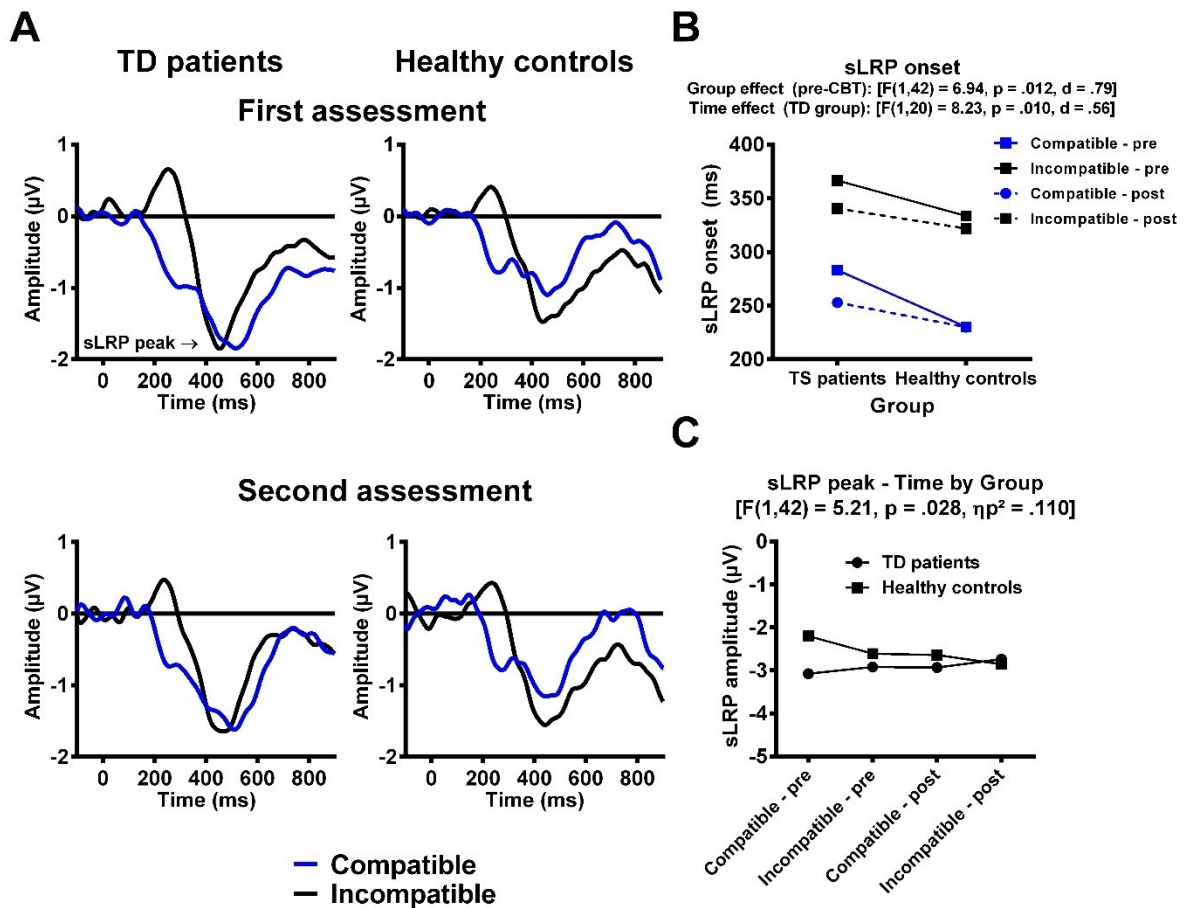 A
TD patients
Healthy controls
First assessment
1
0
-1
-2
Amplitude (µV)
sLRP peak →
0 200 400 600 800
Time (ms)
1
0
-1
-2
Amplitude (µV)
0 200 400 600 800
Time (ms)
Second assessment
1
0
-1
-2
Amplitude (µV)
0 200 400 600 800
Time (ms)
1
0
-1
-2
Amplitude (µV)
0 200 400 600 800
Time (ms)
Compatible
Incompatible
B
sLRP onset
Group effect (pre-CBT): [F(1,42) = 6.94, p = .012, d = .79]
Time effect (TD group): [F(1,20) = 8.23, p = .010, d = .56]
400
350
300
250
200
sLRP onset (ms)
Compatible - pre
Incompatible - pre
Compatible - post
Incompatible - post
TS patients Healthy controls
Group
C
sLRP peak - Time by Group
[F(1,42) = 5.21, p = .028, ηp² = .110]
0
-1
-2
-3
-4
-5
sLRP amplitude (µV)
TD patients
Healthy controls
Compatible - pre
Incompatible - pre
Compatible - post
Incompatible - post